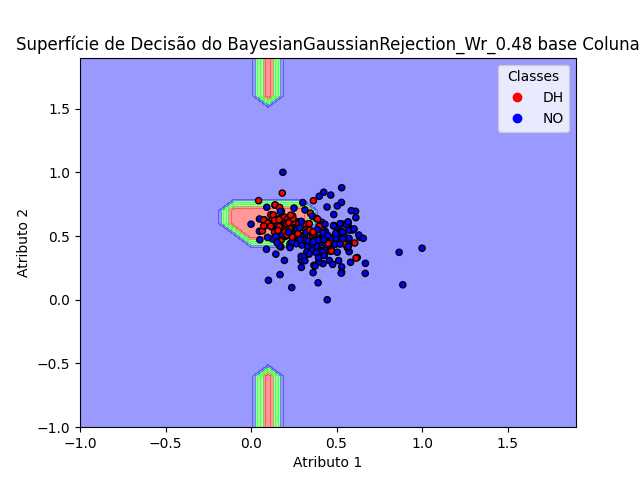 Superfície de Decisão do BayesianGaussianRejection_Wr_0.48 base Coluna
Classes
DH
NO
Atributo 2
1.5
1.0
0.5
0.0
−0.5
−1.0
−1.0 −0.5 0.0 0.5 1.0 1.5
Atributo 1